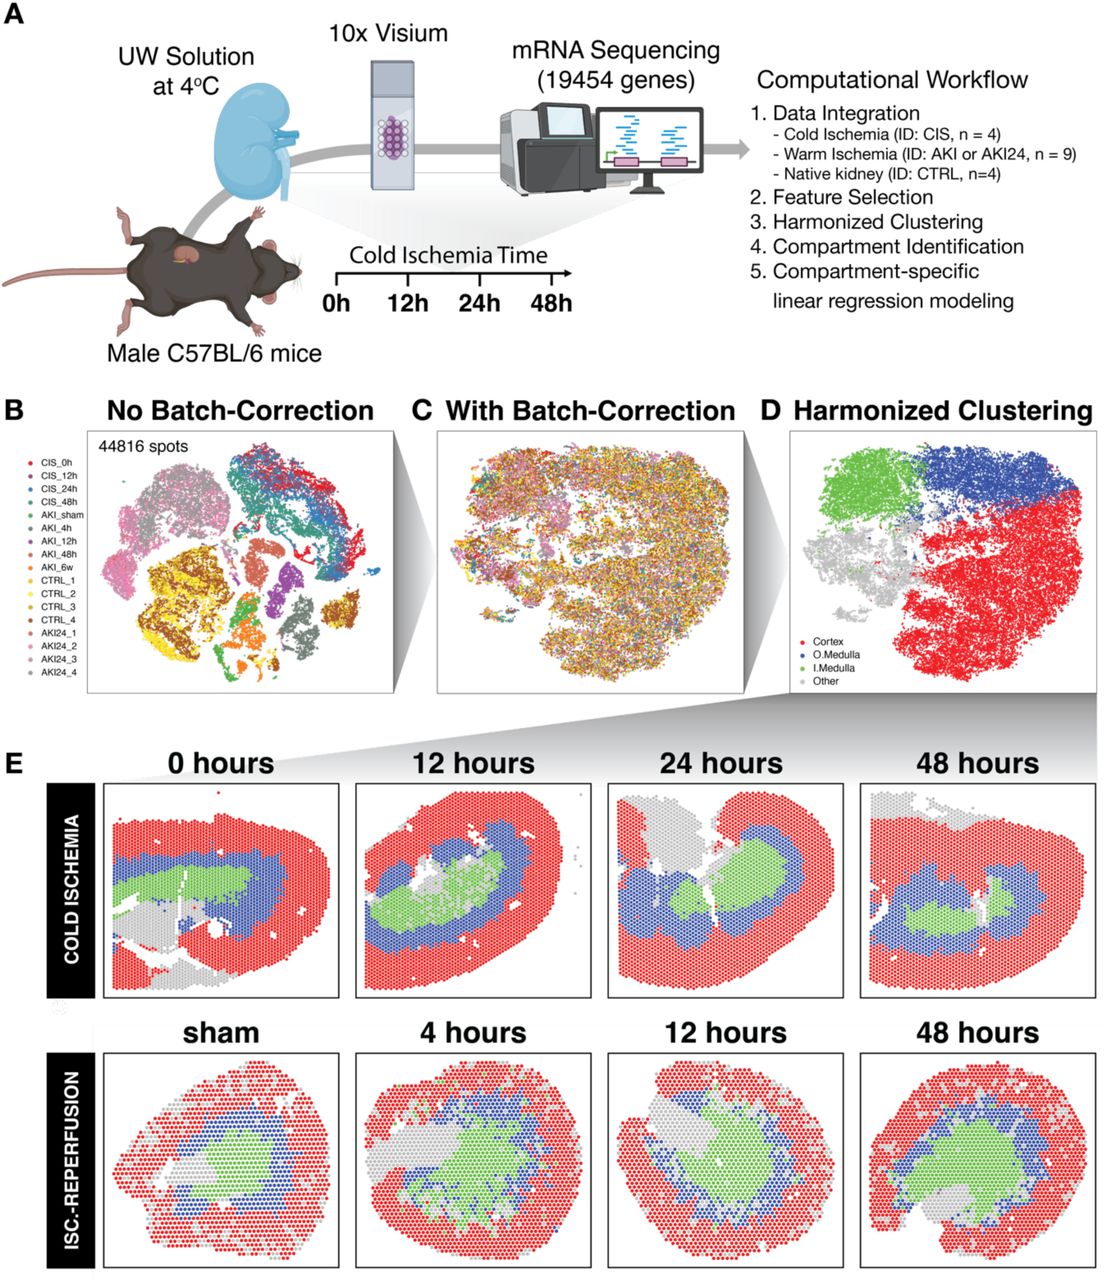 A
UW Solution
at 4°C
10x Visium
mRNA Sequencing
(19454 genes)
Computational Workflow
1. Data Integration
- Cold Ischemia (ID: CIS, n = 4)
- Warm Ischemia (ID: AKI or AKI24, n = 9)
- Native kidney (ID: CTRL, n=4)
2. Feature Selection
3. Harmonized Clustering
4. Compartment Identification
5. Compartment-specific
linear regression modeling
Cold Ischemia Time
0h 12h 24h 48h
Male C57BL/6 mice
B No Batch-Correction
44816 spots
CIS_0h
CIS_12h
CIS_24h
CIS_48h
AKI_sham
AKI_4h
AKI_12h
AKI_48h
AKI_6w
CTRL_1
CTRL_2
CTRL_3
CTRL_4
AKI24_1
AKI24_2
AKI24_3
AKI24_4
C With Batch-Correction
D Harmonized Clustering
Cortex
O.Medulla
I.Medulla
Other
E
0 hours 12 hours 24 hours 48 hours
COLD ISCHEMIA
sham 4 hours 12 hours 48 hours
ISC.-REPERFUSION